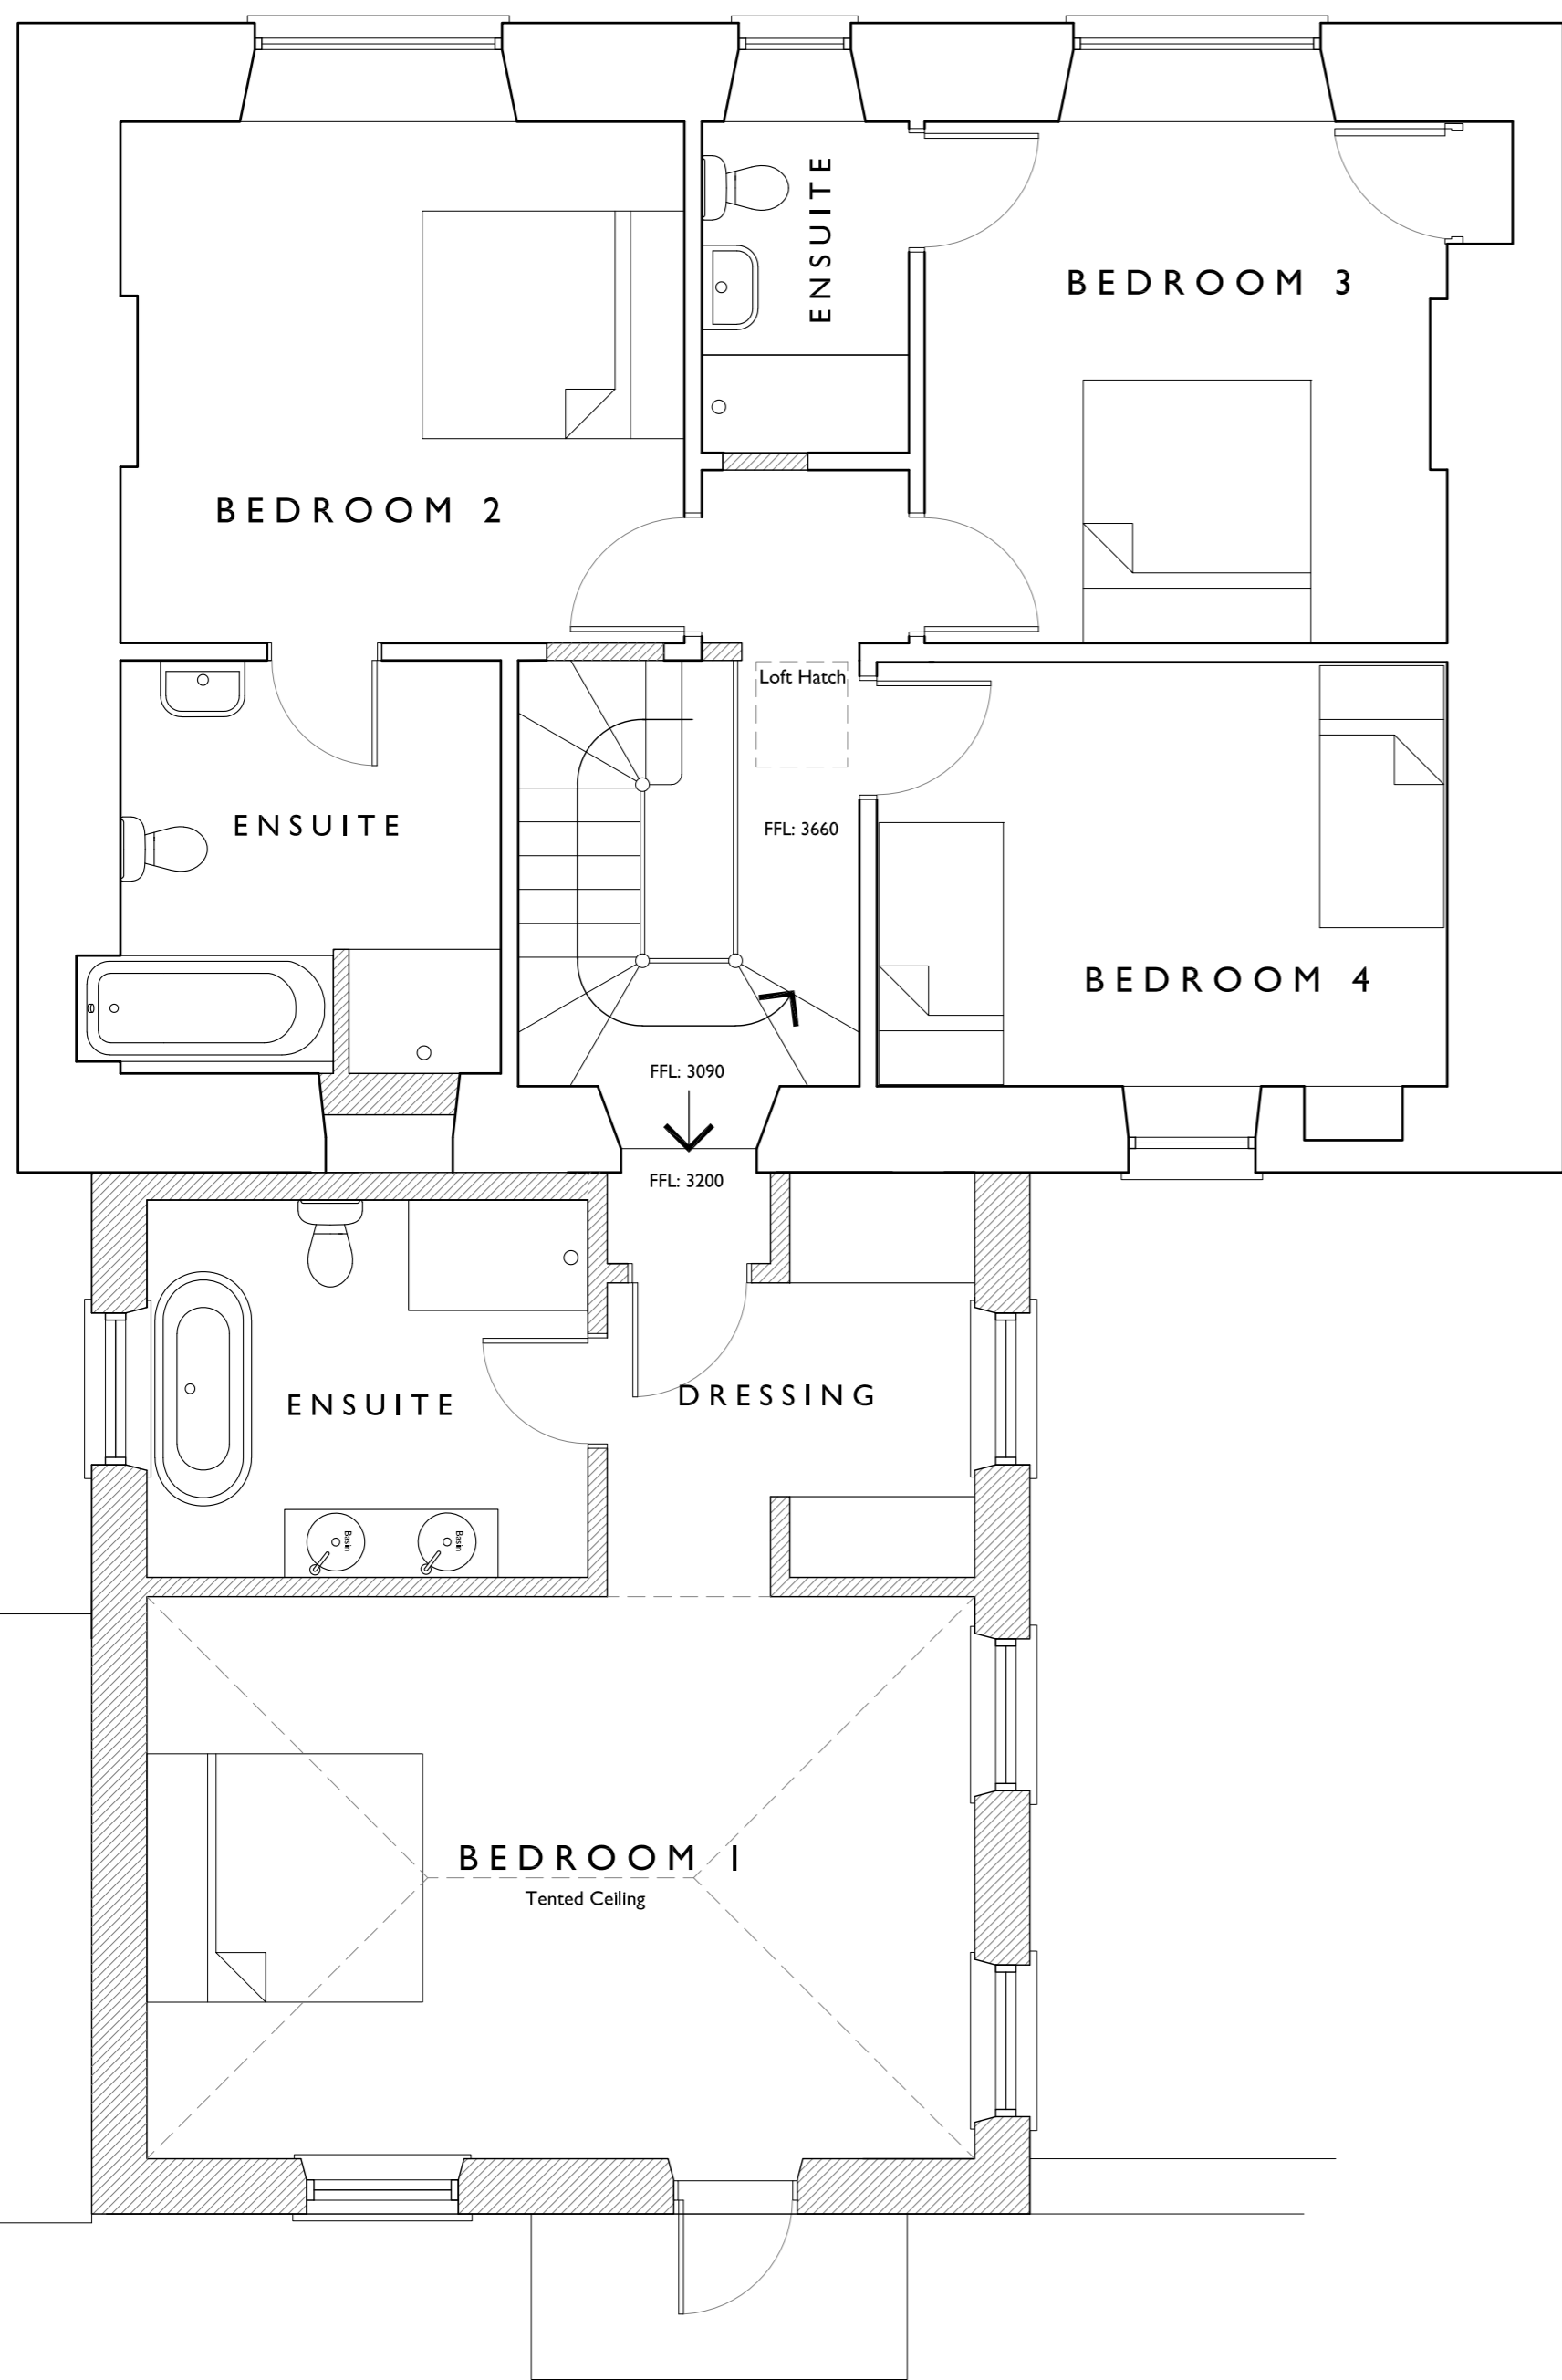 ENSUITE
BEDROOM 3
BEDROOM 2
Loft Hatch
ENSUITE
FFL: 3660
BEDROOM 4
FFL: 3090
FFL: 3200
ENSUITE
DRESSING
Basin
Basin
BEDROOM 1
Tented Ceiling